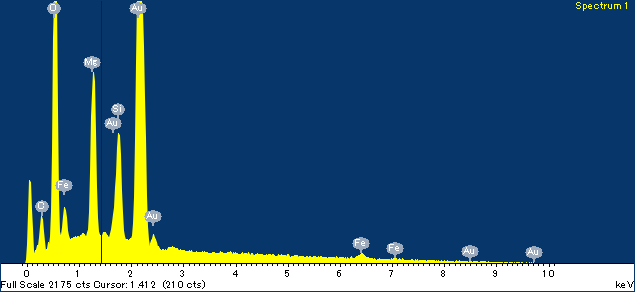 Spectrum 1
O Au
Mg
Si
Au
Fe
O Au
Fe Fe Au Au
0 1 2 3 4 5 6 7 8 9 10
Full Scale 2175 cts Cursor: 1.412 (210 cts) keV